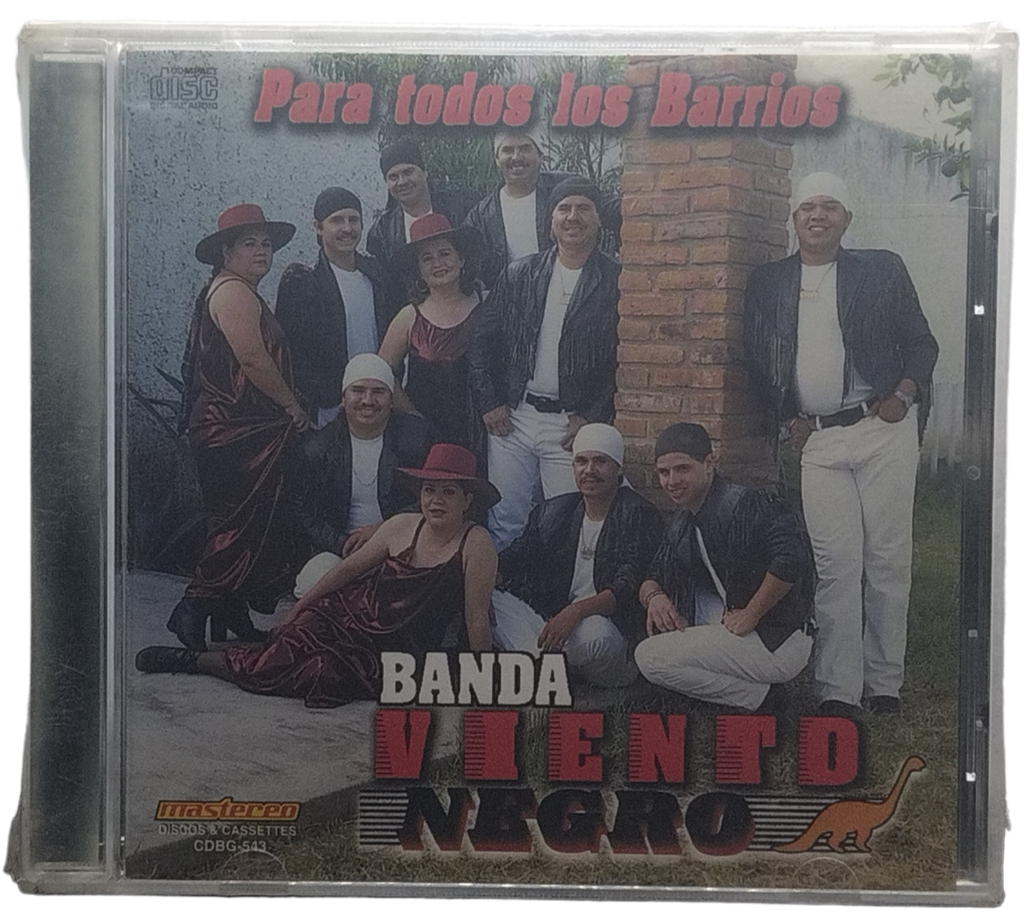 COMPACT
disc
DIGITAL AUDIO
Para todos los Barrios
BANDA
VIENTO
NEGRO
mastereo
DISCOS & CASSETTES
CDBG-543